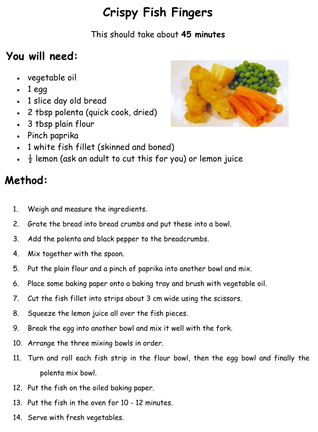 Crispy Fish Fingers
This should take about 45 minutes
You will need:
• vegetable oil
• 1 egg
• 1 slice day old bread
• 2 tbsp polenta (quick cook, dried)
• 3 tbsp plain flour
• Pinch paprika
• 1 white fish fillet (skinned and boned)
• ½ lemon (ask an adult to cut this for you) or lemon juice
Method:
1. Weigh and measure the ingredients.
2. Grate the bread into bread crumbs and put these into a bowl.
3. Add the polenta and black pepper to the breadcrumbs.
4. Mix together with the spoon.
5. Put the plain flour and a pinch of paprika into another bowl and mix.
6. Place some baking paper onto a baking tray and brush with vegetable oil.
7. Cut the fish fillet into strips about 3 cm wide using the scissors.
8. Squeeze the lemon juice all over the fish pieces.
9. Break the egg into another bowl and mix it well with the fork.
10. Arrange the three mixing bowls in order.
11. Turn and roll each fish strip in the flour bowl, then the egg bowl and finally the
polenta mix bowl.
12. Put the fish on the oiled baking paper.
13. Put the fish in the oven for 10 - 12 minutes.
14. Serve with fresh vegetables.